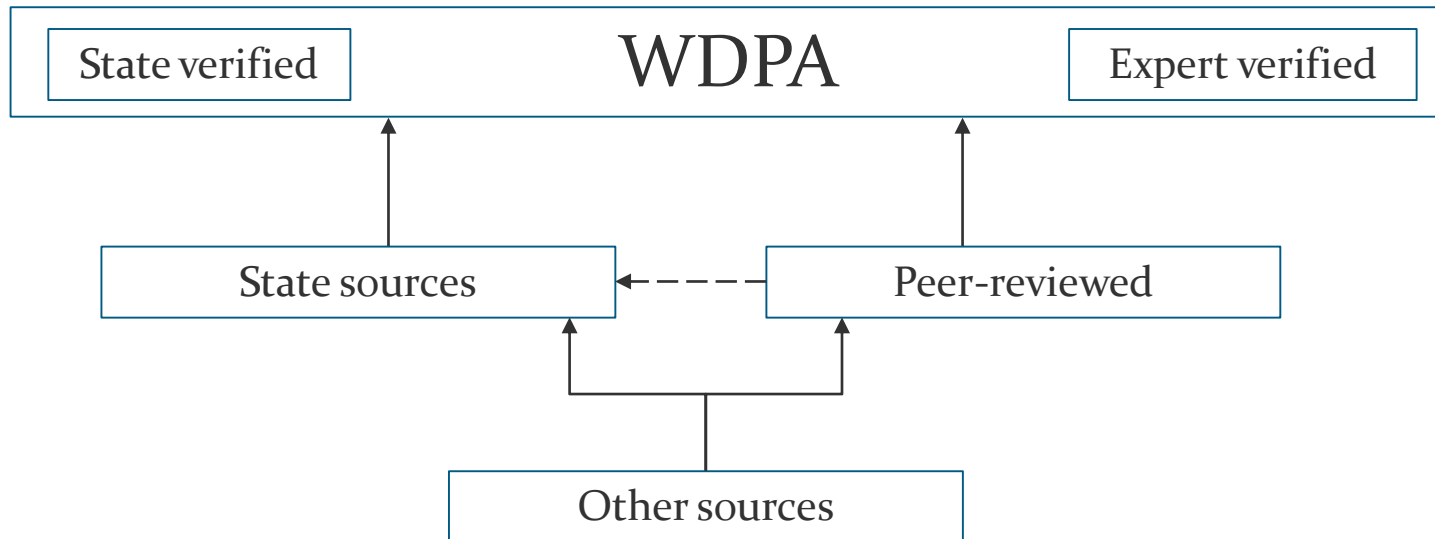 State verified
WDPA
Expert verified
State sources
Peer-reviewed
Other sources